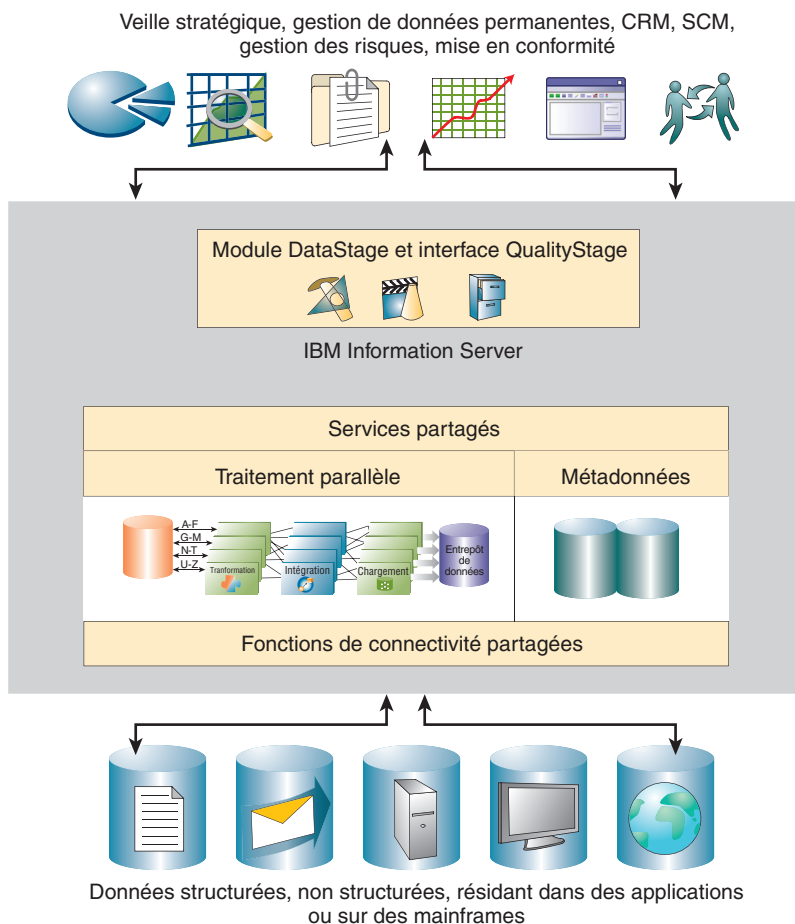 Veille stratégique, gestion de données permanentes, CRM, SCM,
gestion des risques, mise en conformité
Module DataStage et interface QualityStage
IBM Information Server
Services partagés
Traitement parallèle
Métadonnées
A-F
G-M
N-T
U-Z
Tranformation
Intégration
Chargement
Entrepôt
de
données
Fonctions de connectivité partagées
Données structurées, non structurées, résidant dans des applications
ou sur des mainframes